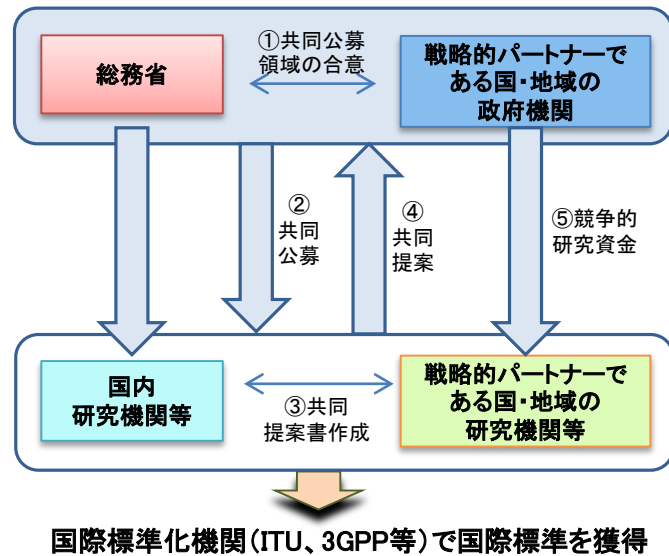 総務省
①共同公募
領域の合意
戦略的パートナーで
ある国・地域の
政府機関
②
共同
公募
④
共同
提案
⑤競争的
研究資金
国内
研究機関等
③共同
提案書作成
戦略的パートナーで
ある国・地域の
研究機関等
国際標準化機関(ITU、3GPP等)で国際標準を獲得